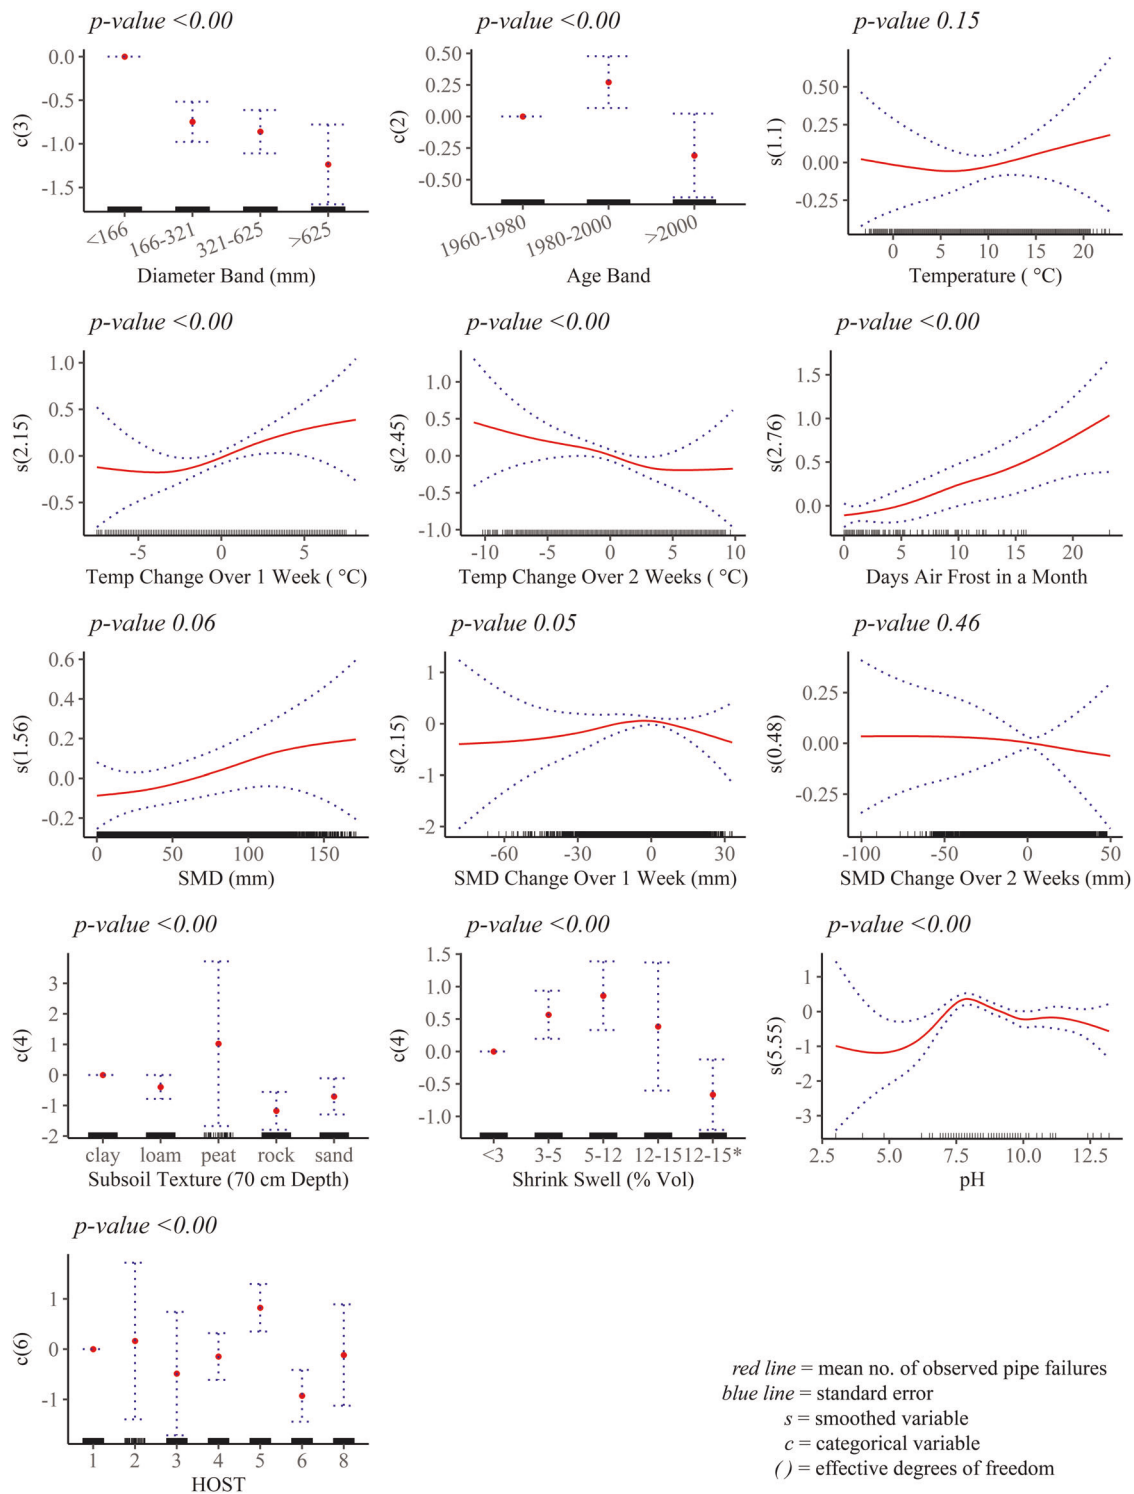 p-value <0.00
p-value <0.00
p-value 0.15
c(3)
0.0
-0.5
-1.0
-1.5
<166
166-321
321-625
>625
Diameter Band (mm)
c(2)
0.50
0.25
0.00
-0.25
-0.50
1960-1980
1980-2000
>2000
Age Band
s(1.1)
0.50
0.25
0.00
-0.25
0
5
10
15
20
Temperature ( °C)
p-value <0.00
p-value <0.00
p-value <0.00
s(2.15)
1.0
0.5
0.0
-0.5
-5
0
5
Temp Change Over 1 Week ( °C)
s(2.45)
1.0
0.5
0.0
-0.5
-1.0
-10
-5
0
5
10
Temp Change Over 2 Weeks ( °C)
s(2.76)
1.5
1.0
0.5
0.0
0
5
10
15
20
Days Air Frost in a Month
p-value 0.06
p-value 0.05
p-value 0.46
s(1.56)
0.6
0.4
0.2
0.0
-0.2
0
50
100
150
SMD (mm)
s(2.15)
1
0
-1
-2
-60
-30
0
30
SMD Change Over 1 Week (mm)
s(0.48)
0.25
0.00
-0.25
-100
-50
0
50
SMD Change Over 2 Weeks (mm)
p-value <0.00
p-value <0.00
p-value <0.00
c(4)
3
2
1
0
-1
-2
clay
loam
peat
rock
sand
Subsoil Texture (70 cm Depth)
c(4)
1.5
1.0
0.5
0.0
-0.5
-1.0
<3
3-5
5-12
12-15
12-15*
Shrink Swell (% Vol)
s(5.55)
1
0
-1
-2
-3
2.5
5.0
7.5
10.0
12.5
pH
p-value <0.00
c(6)
1
0
-1
1
2
3
4
5
6
8
HOST
red line = mean no. of observed pipe failures
blue line = standard error
s = smoothed variable
c = categorical variable
() = effective degrees of freedom